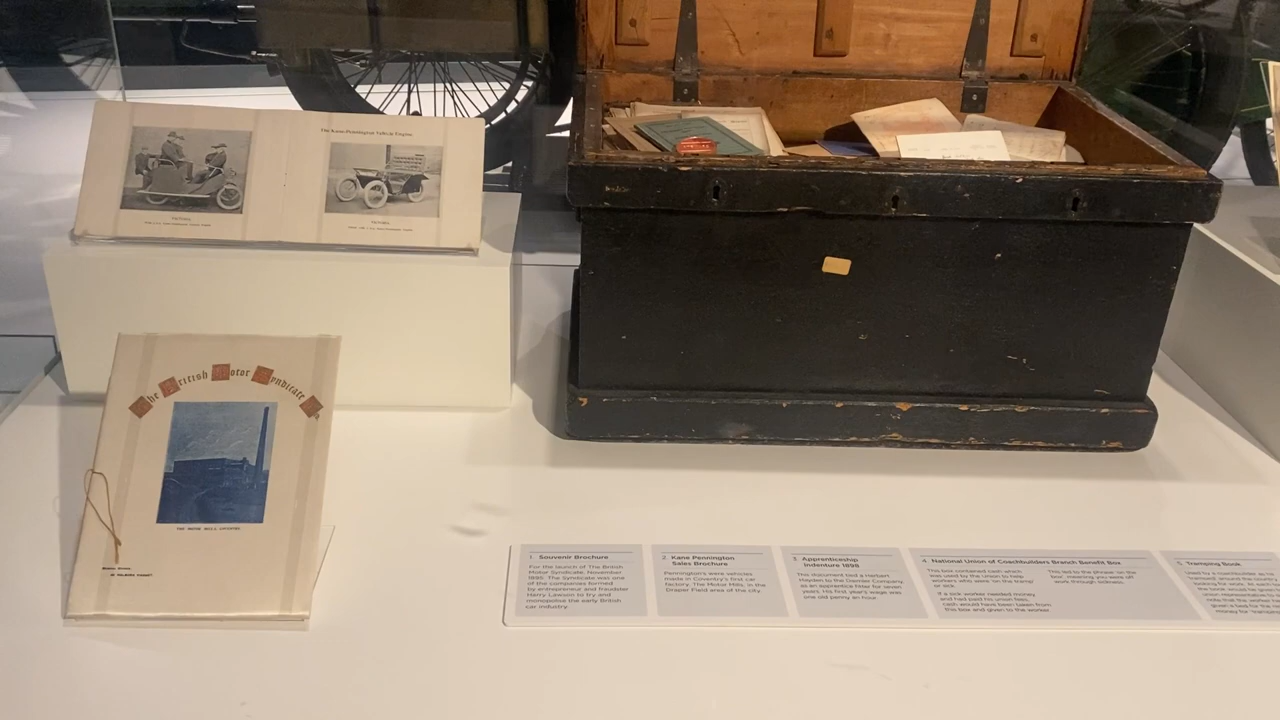 The Kane-Pennington Vehicle Engine.
VICTORIA
VICTORIA
The British Motor Syndicate
THE MOTOR MILLS, COVENTRY
1. Souvenir Brochure
For the launch of The British
Motor Syndicate, November
1895. The Syndicate was one
of the companies formed
by entrepreneur and fraudster
Harry Lawson to try and
monopolise the early British
car industry.
2. Kane Pennington
Sales Brochure
Pennington's were vehicles
made in Coventry's first car
factory, The Motor Mills, in the
Draper Field area of the city.
3. Apprenticeship
Indenture 1898
This document tied a Herbert
Hayden to the Daimler Company,
as an apprentice fitter for seven
years. His first year's wage was
one old penny an hour
4. National Union of Coachbuilders Branch Benefit Box.
This box contained cash which
was used by the union to help
workers who were 'on the tramp'
or sick.
If a sick worker needed money
and had paid his union fees,
cash would have been taken from
this box and given to the worker
This led to the phrase 'on the
box', meaning you were off
work through sickness.
5. Tramping Book